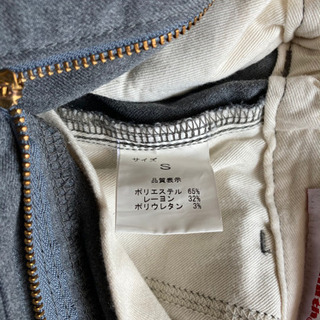 サイズ
S
品質表示
ポリエステル 65%
レーヨン 32%
ポリウレタン 3%